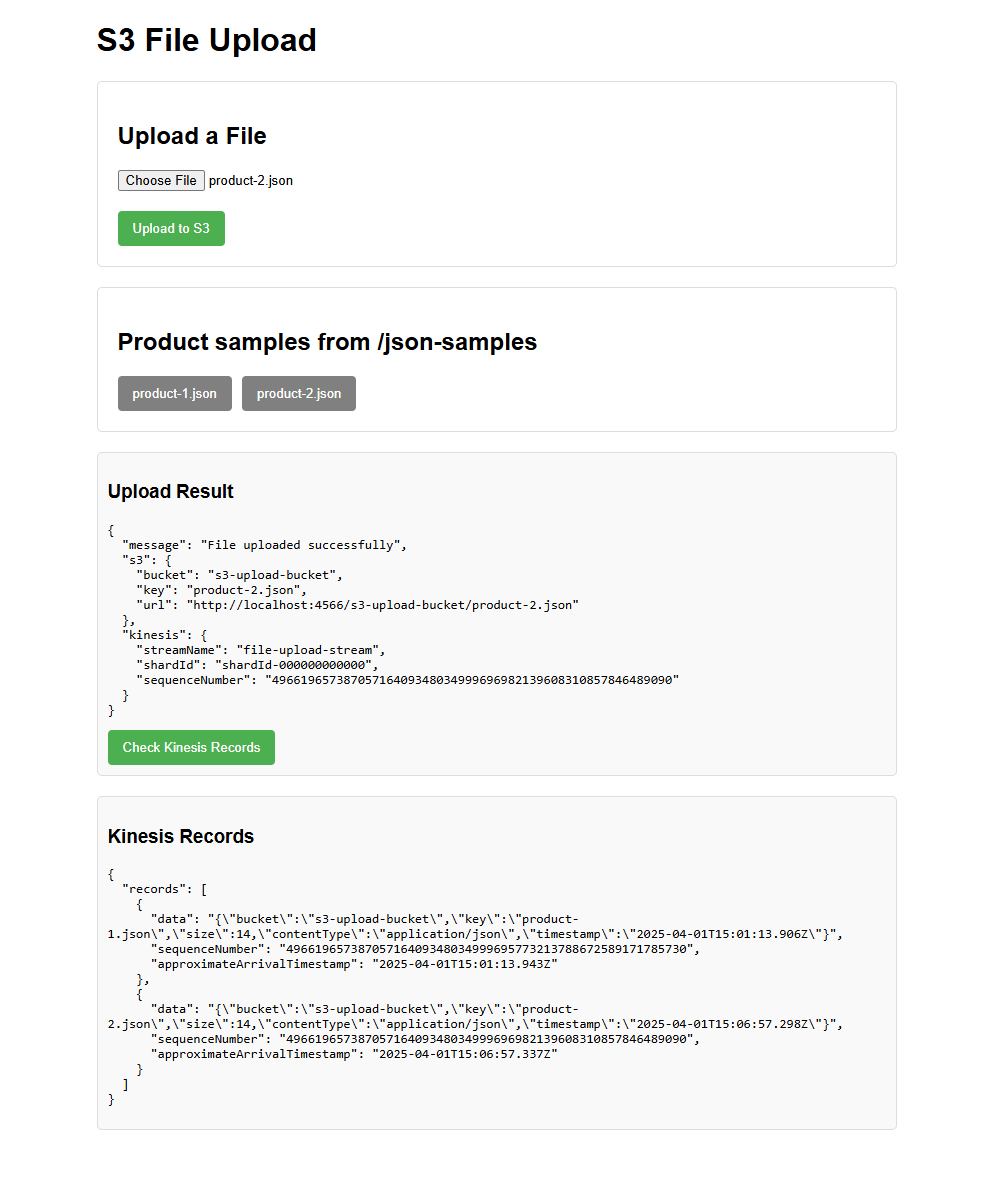 S3 File Upload
Upload a File
Choose File product-2.json
Upload to S3
Product samples from /json-samples
product-1.json product-2.json
Upload Result
{
  "message": "File uploaded successfully",
  "s3": {
    "bucket": "s3-upload-bucket",
    "key": "product-2.json",
    "url": "http://localhost:4566/s3-upload-bucket/product-2.json"
  },
  "kinesis": {
    "streamName": "file-upload-stream",
    "shardId": "shardId-000000000000",
    "sequenceNumber": "49661965738705716409348034999696982139608310857846489090"
  }
}
Check Kinesis Records
Kinesis Records
{
  "records": [
    {
      "data": "{\"bucket\":\"s3-upload-bucket\",\"key\":\"product-
1.json\",\"size\":14,\"contentType\":\"application/json\",\"timestamp\":\"2025-04-01T15:01:13.906Z\"}",
      "sequenceNumber": "49661965738705716409348034999695773213788672589171785730",
      "approximateArrivalTimestamp": "2025-04-01T15:01:13.943Z"
    },
    {
      "data": "{\"bucket\":\"s3-upload-bucket\",\"key\":\"product-
2.json\",\"size\":14,\"contentType\":\"application/json\",\"timestamp\":\"2025-04-01T15:06:57.298Z\"}",
      "sequenceNumber": "49661965738705716409348034999696982139608310857846489090",
      "approximateArrivalTimestamp": "2025-04-01T15:06:57.337Z"
    }
  ]
}